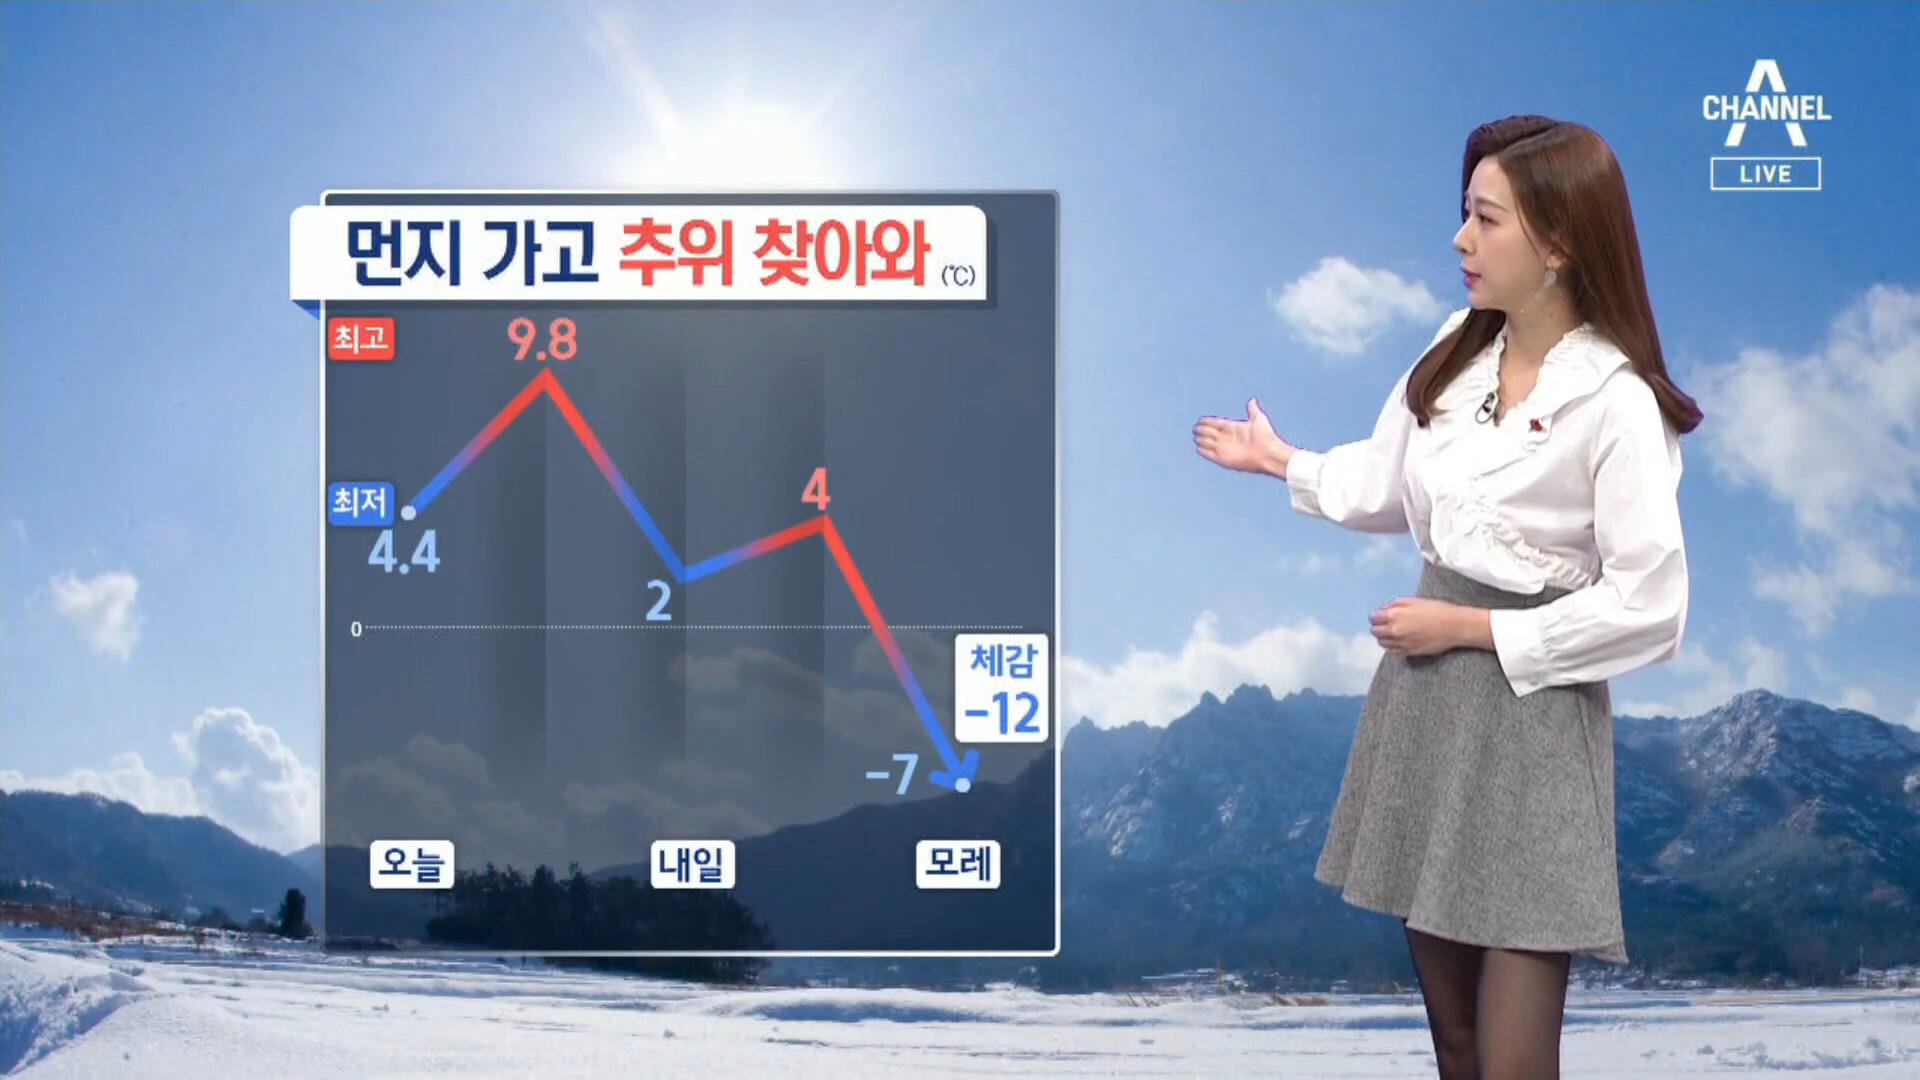 CHANNEL A
LIVE
먼지 가고 추위 찾아와 (℃)
최고
9.8
최저
4.4
4
2
0
체감
-12
-7
오늘 내일 모레